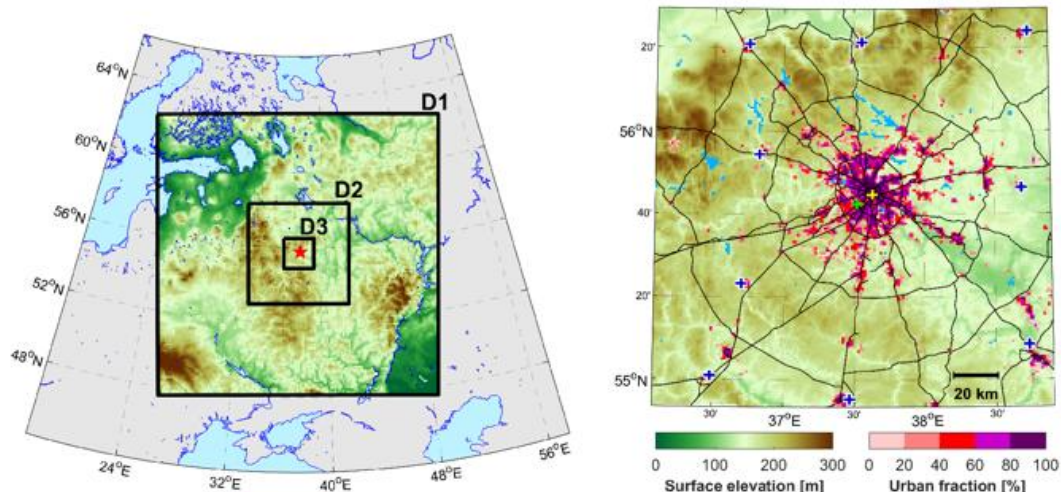 64°N
60°N
56°N
52°N
48°N
24°E
32°E
40°E
48°E
56°E
D1
D2
D3
20'
56°N
40'
20'
55°N
30'
37°E
30'
38°E
30'
20 km
0 100 200 300
Surface elevation [m]
0 20 40 60 80 100
Urban fraction [%]